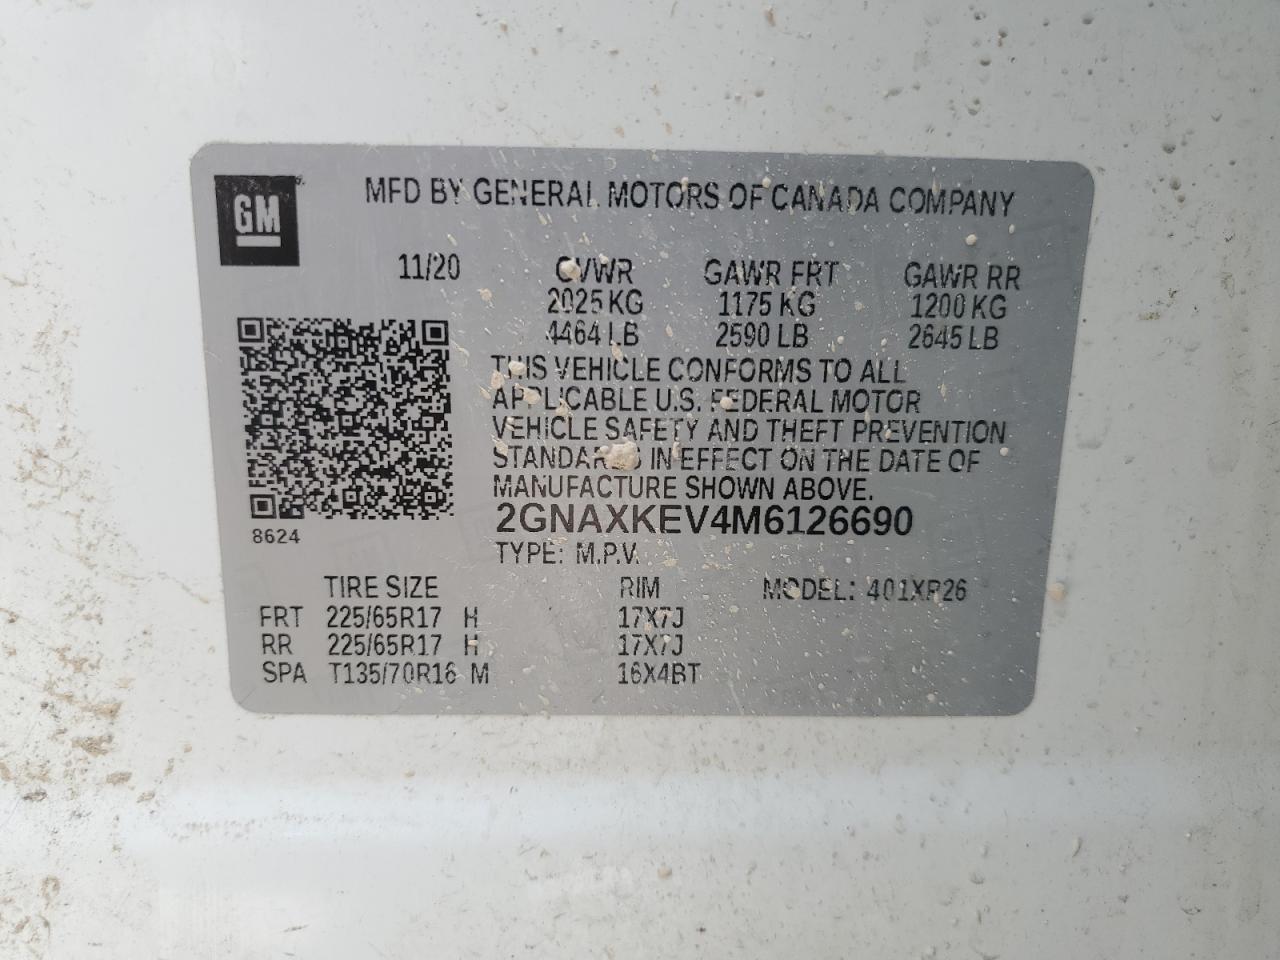 GM
MFD BY GENERAL MOTORS OF CANADA COMPANY
11/20 GVWR GAWR FRT GAWR RR
2025 KG 1175 KG 1200 KG
4464 LB 2590 LB 2645 LB
THIS VEHICLE CONFORMS TO ALL
APPLICABLE U.S. FEDERAL MOTOR
VEHICLE SAFETY AND THEFT PREVENTION
STANDARDS IN EFFECT ON THE DATE OF
MANUFACTURE SHOWN ABOVE.
2GNAXKEV4M6126690
8624
TYPE: M.P.V.
TIRE SIZE RIM MODEL: 401XR26
FRT 225/65R17 H 17X7J
RR 225/65R17 H 17X7J
SPA T135/70R16 M 16X4BT